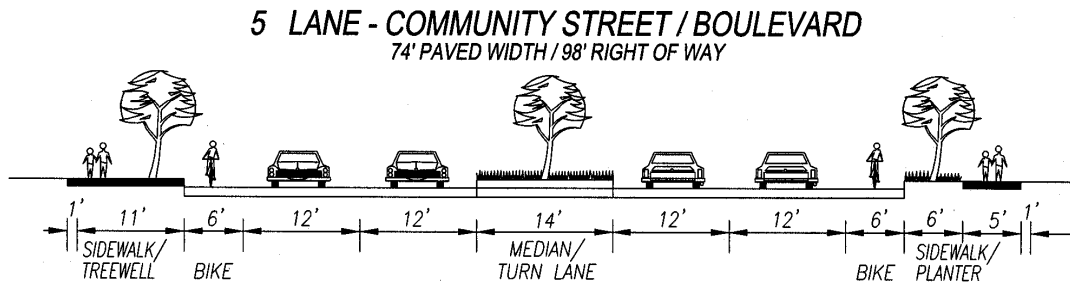 5 LANE - COMMUNITY STREET / BOULEVARD
74' PAVED WIDTH / 98' RIGHT OF WAY
1' 11' 6' 12' 12' 14' 12' 12' 6' 6' 5' 1'
SIDEWALK/ MEDIAN/ SIDEWALK/
TREEWELL BIKE TURN LANE BIKE PLANTER